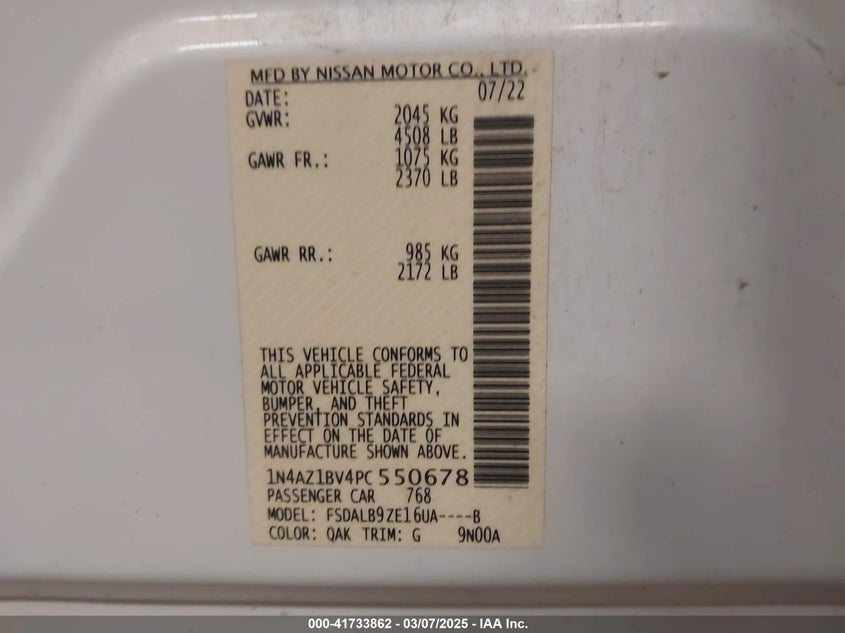 MFD BY NISSAN MOTOR CO., LTD.
DATE: 07/22
GVWR: 2045 KG
4508 LB
GAWR FR.: 1075 KG
2370 LB
GAWR RR.: 985 KG
2172 LB
THIS VEHICLE CONFORMS TO
ALL APPLICABLE FEDERAL
MOTOR VEHICLE SAFETY,
BUMPER, AND THEFT
PREVENTION STANDARDS IN
EFFECT ON THE DATE OF
MANUFACTURE SHOWN ABOVE.
1N4AZ1BV4PC550678
PASSENGER CAR 768
MODEL: FSDALB9ZE16UA----B
COLOR: QAK TRIM: G 9N00A
000-41733862 - 03/07/2025 - IAA Inc.